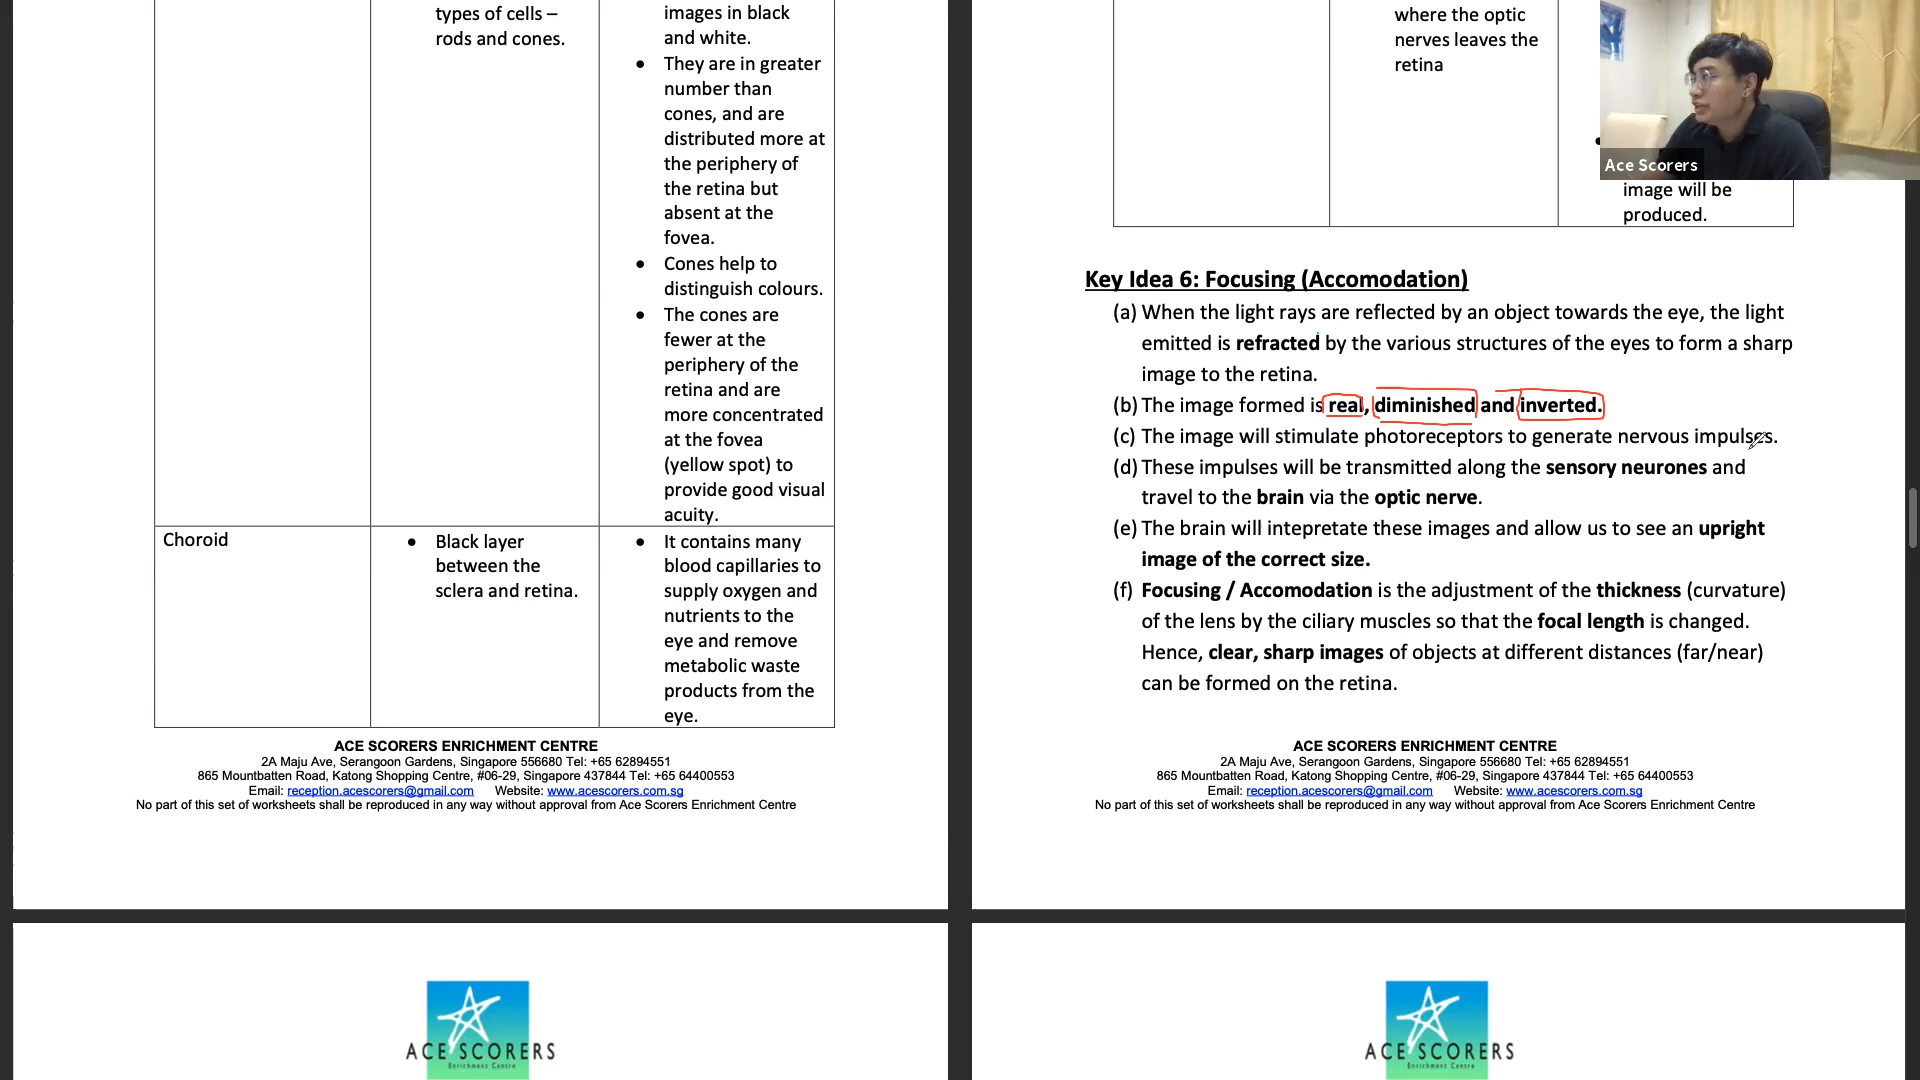 types of cells –
rods and cones.
images in black
and white.
• They are in greater
number than
cones, and are
distributed more at
the periphery of
the retina but
absent at the
fovea.
• Cones help to
distinguish colours.
• The cones are
fewer at the
periphery of the
retina and are
more concentrated
at the fovea
(yellow spot) to
provide good visual
acuity.
Choroid
• Black layer
between the
sclera and retina.
• It contains many
blood capillaries to
supply oxygen and
nutrients to the
eye and remove
metabolic waste
products from the
eye.
ACE SCORERS ENRICHMENT CENTRE
2A Maju Ave, Serangoon Gardens, Singapore 556680 Tel: +65 62894551
865 Mountbatten Road, Katong Shopping Centre, #06-29, Singapore 437844 Tel: +65 64400553
Email: reception.acescorers@gmail.com Website: www.acescorers.com.sg
No part of this set of worksheets shall be reproduced in any way without approval from Ace Scorers Enrichment Centre
ACE SCORERS
Enrichment Centre
where the optic
nerves leaves the
retina
Ace Scorers
image will be
produced.
Key Idea 6: Focusing (Accomodation)
(a) When the light rays are reflected by an object towards the eye, the light
emitted is refracted by the various structures of the eyes to form a sharp
image to the retina.
(b) The image formed is real, diminished and inverted.
(c) The image will stimulate photoreceptors to generate nervous impulses.
(d) These impulses will be transmitted along the sensory neurones and
travel to the brain via the optic nerve.
(e) The brain will intepretate these images and allow us to see an upright
image of the correct size.
(f) Focusing / Accomodation is the adjustment of the thickness (curvature)
of the lens by the ciliary muscles so that the focal length is changed.
Hence, clear, sharp images of objects at different distances (far/near)
can be formed on the retina.
ACE SCORERS ENRICHMENT CENTRE
2A Maju Ave, Serangoon Gardens, Singapore 556680 Tel: +65 62894551
865 Mountbatten Road, Katong Shopping Centre, #06-29, Singapore 437844 Tel: +65 64400553
Email: reception.acescorers@gmail.com Website: www.acescorers.com.sg
No part of this set of worksheets shall be reproduced in any way without approval from Ace Scorers Enrichment Centre
ACE SCORERS
Enrichment Centre